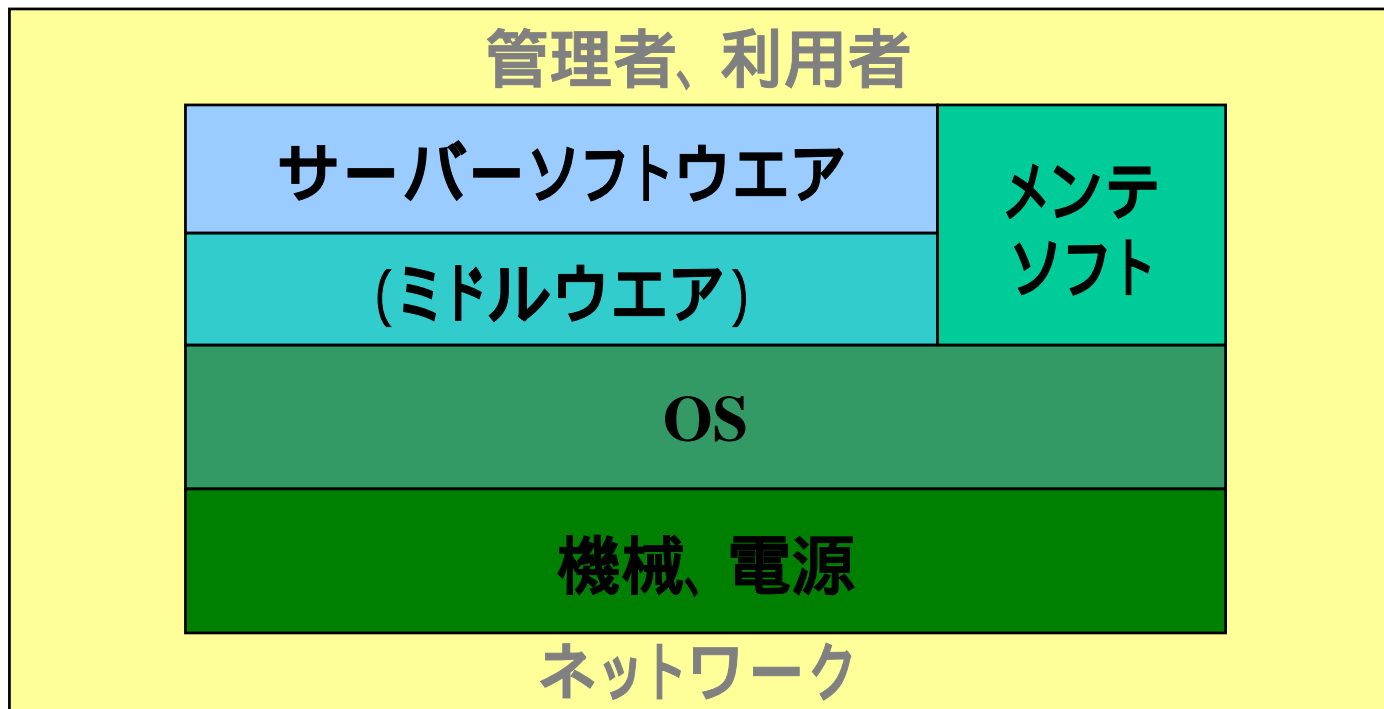 管理者、利用者
サーバーソフトウエア
メンテ
ソフト
(ミドルウエア)
OS
機械、電源
ネットワーク